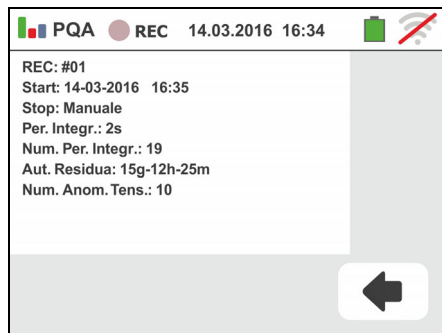 PQA REC 14.03.2016 16:34
REC: #01
Start: 14-03-2016 16:35
Stop: Manuale
Per. Integr.: 2s
Num. Per. Integr.: 19
Aut. Residua: 15g-12h-25m
Num. Anom. Tens.: 10